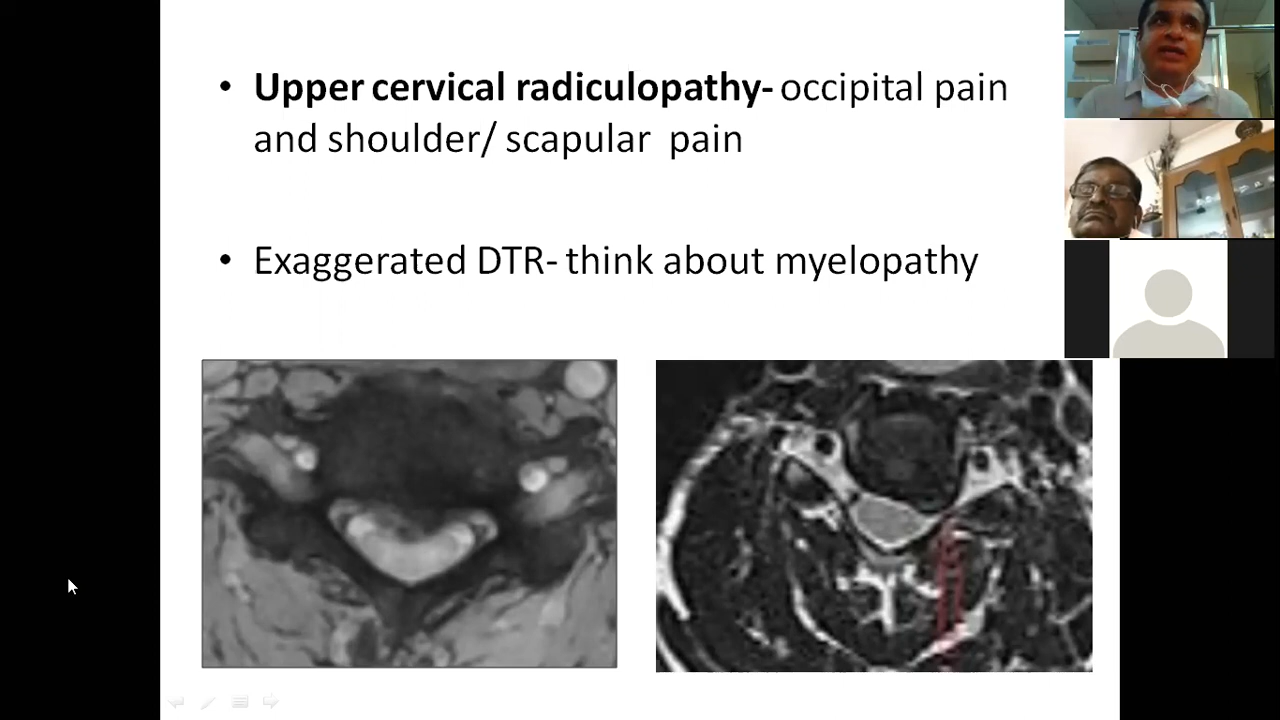 Upper cervical radiculopathy- occipital pain
and shoulder/ scapular pain
Exaggerated DTR- think about myelopathy